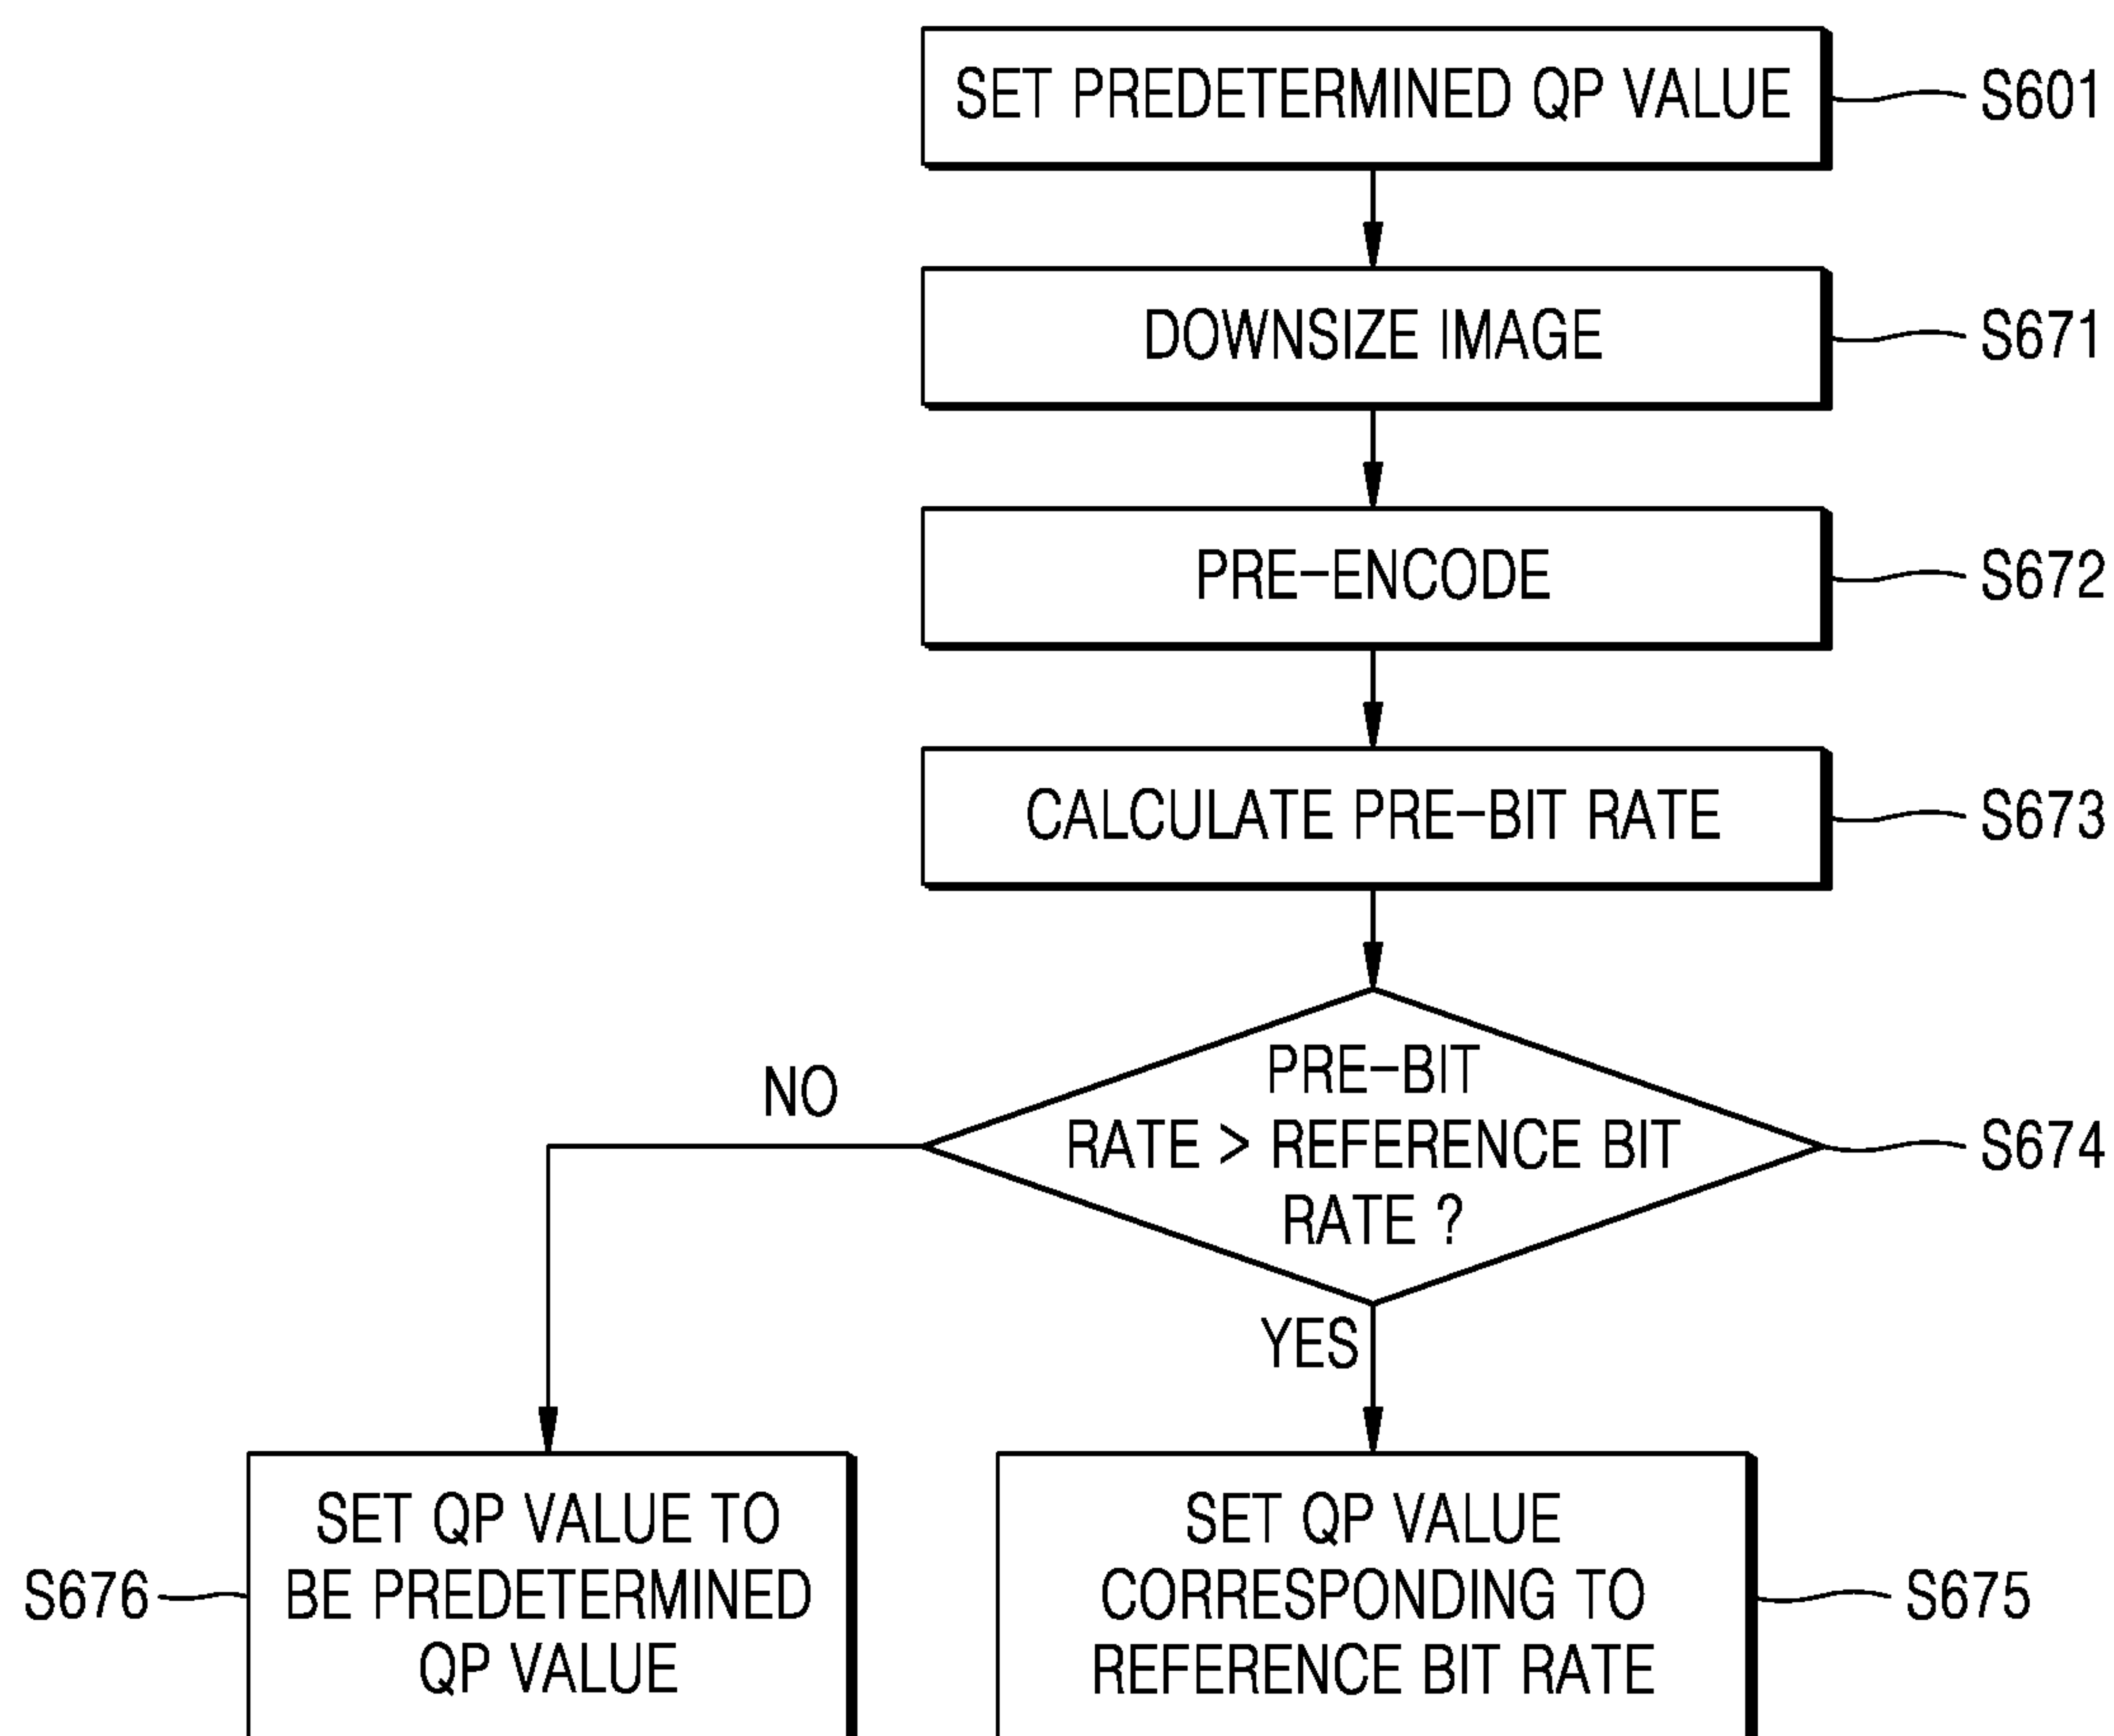 SET PREDETERMINED QP VALUE
S601
DOWNSIZE IMAGE
S671
PRE-ENCODE
S672
CALCULATE PRE-BIT RATE
S673
PRE-BIT
RATE > REFERENCE BIT
RATE ?
S674
NO
YES
SET QP VALUE TO
BE PREDETERMINED
QP VALUE
S676
SET QP VALUE
CORRESPONDING TO
REFERENCE BIT RATE
S675